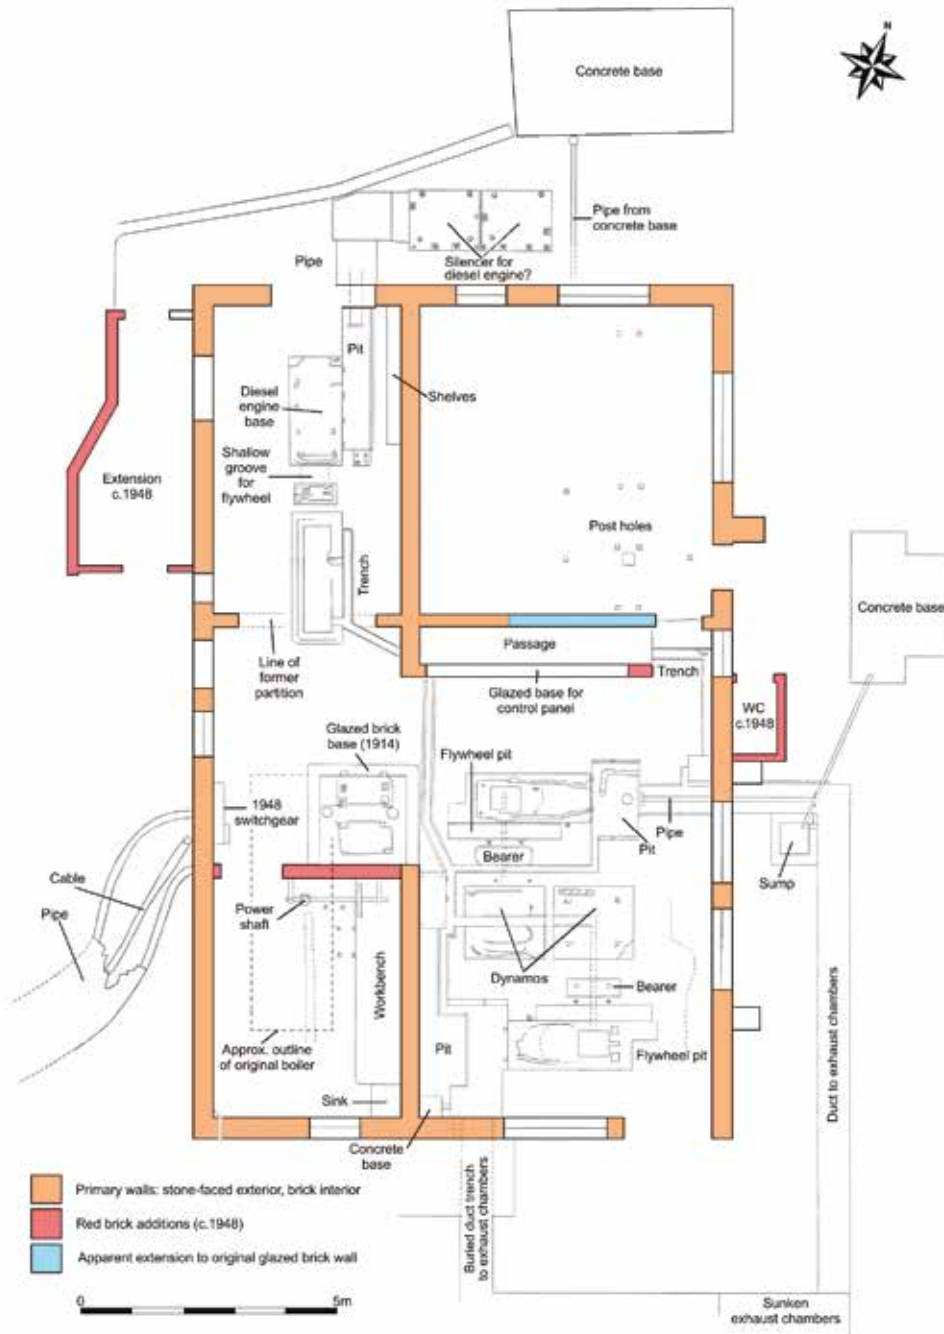 N
Concrete base
Pipe from
concrete base
Silencer for
diesel engine?
Pipe
Pit
Diesel
engine
base
Shelves
Shallow
groove
for
flywheel
Extension
c.1948
Post holes
Trench
Concrete base
Passage
Line of
former
partition
Trench
Glazed base for
control panel
WC
c.1948
Glazed brick
base (1914)
Flywheel pit
1948
switchgear
Pipe
Pit
Bearer
Sump
Cable
Pipe
Power
shaft
Workbench
Dynamos
Bearer
Approx. outline
of original boiler
Pit
Flywheel pit
Duct to exhaust chambers
Sink
Concrete
base
Buried duct trench
to exhaust chambers
Primary walls: stone-faced exterior, brick interior
Red brick additions (c.1948)
Apparent extension to original glazed brick wall
0
5m
Sunken
exhaust chambers